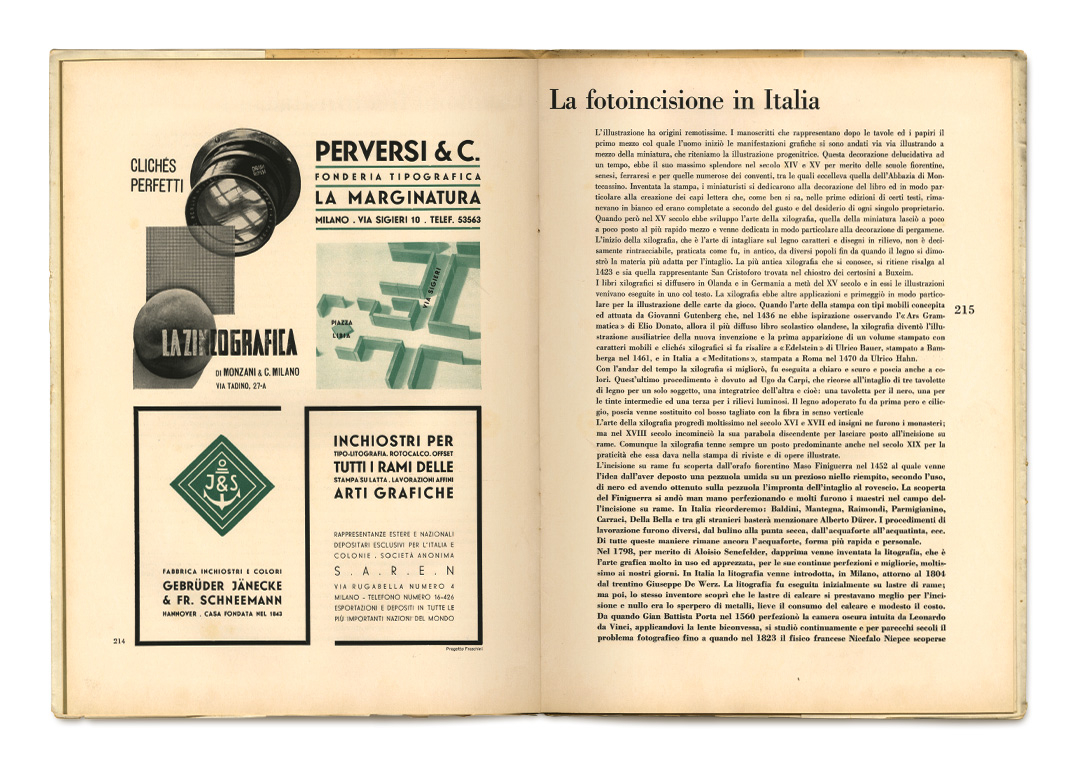 CLICHÉS
PERFETTI
LA ZINCOGRAFICA
DI MONZANI & C. MILANO
VIA TADINO, 27-A
PERVERSI & C.
FONDERIA TIPOGRAFICA
LA MARGINATURA
MILANO . VIA SIGIERI 10 . TELEF. 53563
VIA SIGIERI
PIAZZA
LIBIA
J&S
FABBRICA INCHIOSTRI E COLORI
GEBRÜDER JÄNECKE
& FR. SCHNEEMANN
HANNOVER . CASA FONDATA NEL 1843
INCHIOSTRI PER
TIPO-LITOGRAFIA. ROTOCALCO. OFFSET
TUTTI I RAMI DELLE
STAMPA SU LATTA . LAVORAZIONI AFFINI
ARTI GRAFICHE
RAPPRESENTANZE ESTERE E NAZIONALI
DEPOSITARI ESCLUSIVI PER L'ITALIA E
COLONIE . SOCIETÀ ANONIMA
S . A . R . E . N
VIA RUGABELLA NUMERO 4
MILANO – TELEFONO NUMERO 16-426
ESPORTAZIONI E DEPOSITI IN TUTTE LE
PIÙ IMPORTANTI NAZIONI DEL MONDO
214
Progetto Fraschini
La fotoincisione in Italia
L'illustrazione ha origini remotissime. I manoscritti che rappresentano dopo le tavole ed i papiri il
primo mezzo col quale l'uomo iniziò le manifestazioni grafiche si sono andati via via illustrando a
mezzo della miniatura, che riteniamo la illustrazione progenitrice. Questa decorazione delucidativa ad
un tempo, ebbe il suo massimo splendore nel secolo XIV e XV per merito delle scuole fiorentine,
senesi, ferraresi e per quelle numerose dei conventi, tra le quali eccelleva quella dell'Abbazia di Mon-
tecassino. Inventata la stampa, i miniaturisti si dedicarono alla decorazione del libro ed in modo par-
ticolare alla creazione dei capi lettera che, come ben si sa, nelle prime edizioni di certi testi, rima-
nevano in bianco ed erano completate a secondo del gusto e del desiderio di ogni singolo proprietario.
Quando però nel XV secolo ebbe sviluppo l'arte della xilografia, quella della miniatura lasciò a poco
a poco posto al più rapido mezzo e venne dedicata in modo particolare alla decorazione di pergamene.
L'inizio della xilografia, che è l'arte di intagliare sul legno caratteri e disegni in rilievo, non è deci-
samente rintracciabile, praticata come fu, in antico, da diversi popoli fin da quando il legno si dimo-
strò la materia più adatta per l'intaglio. La più antica xilografia che si conosce, si ritiene risalga al
1423 e sia quella rappresentante San Cristoforo trovata nel chiostro dei certosini a Buxeim.
I libri xilografici si diffusero in Olanda e in Germania a metà del XV secolo e in essi le illustrazioni
venivano eseguite in uno col testo. La xilografia ebbe altre applicazioni e primeggiò in modo partico-
lare per la illustrazione delle carte da gioco. Quando l'arte della stampa con tipi mobili concepita
ed attuata da Giovanni Gutenberg che, nel 1436 ne ebbe ispirazione osservando l'«Ars Gram-
matica» di Elio Donato, allora il più diffuso libro scolastico olandese, la xilografia diventò l'illu-
strazione ausiliatrice della nuova invenzione e la prima apparizione di un volume stampato con
caratteri mobili e clichés xilografici si fa risalire a «Edelstein» di Ulrico Bauer, stampato a Bam-
berga nel 1461, e in Italia a «Meditations», stampata a Roma nel 1470 da Ulrico Hahn.
Con l'andar del tempo la xilografia si migliorò, fu eseguita a chiaro e scuro e poscia anche a co-
lori. Quest'ultimo procedimento è dovuto ad Ugo da Carpi, che ricorse all'intaglio di tre tavolette
di legno per un solo soggetto, una integratrice dell'altra e cioè: una tavoletta per il nero, una per
le tinte intermedie ed una terza per i rilievi luminosi. Il legno adoperato fu da prima pero e cilie-
gio, poscia venne sostituito col bosso tagliato con la fibra in senso verticale
L'arte della xilografia progredì moltissimo nel secolo XVI e XVII ed insigni ne furono i monasteri;
ma nel XVIII secolo incominciò la sua parabola discendente per lasciare posto all'incisione su
rame. Comunque la xilografia tenne sempre un posto predominante anche nel secolo XIX per la
praticità che essa dava nella stampa di riviste e di opere illustrate.
L'incisione su rame fu scoperta dall'orafo fiorentino Maso Finiguerra nel 1452 al quale venne
l'idea dall'aver deposto una pezzuola umida su un prezioso niello riempito, secondo l'uso,
di nero ed avendo ottenuto sulla pezzuola l'impronta dell'intaglio al rovescio. La scoperta
del Finiguerra si andò man mano perfezionando e molti furono i maestri nel campo del-
l'incisione su rame. In Italia ricorderemo: Baldini, Mantegna, Raimondi, Parmigianino,
Carraci, Della Bella e tra gli stranieri basterà menzionare Alberto Dürer. I procedimenti di
lavorazione furono diversi, dal bulino alla punta secca, dall'acquaforte all'acquatinta, ecc.
Di tutte queste maniere rimane ancora l'acquaforte, forma più rapida e personale.
Nel 1798, per merito di Aloisio Senefelder, dapprima venne inventata la litografia, che è
l'arte grafica molto in uso ed apprezzata, per le sue continue perfezioni e migliorie, moltis-
simo ai nostri giorni. In Italia la litografia venne introdotta, in Milano, attorno al 1804
dal trentino Giuseppe De Werz. La litografia fu eseguita inizialmente su lastre di rame;
ma poi, lo stesso inventore scoprì che le lastre di calcare si prestavano meglio per l'inci-
sione e nullo era lo sperpero di metalli, lieve il consumo del calcare e modesto il costo.
Da quando Gian Battista Porta nel 1560 perfezionò la camera oscura intuita da Leonardo
da Vinci, applicandovi la lente biconvessa, si studiò continuamente e per parecchi secoli il
problema fotografico fino a quando nel 1823 il fisico francese Nicefalo Niepce scoperse
215